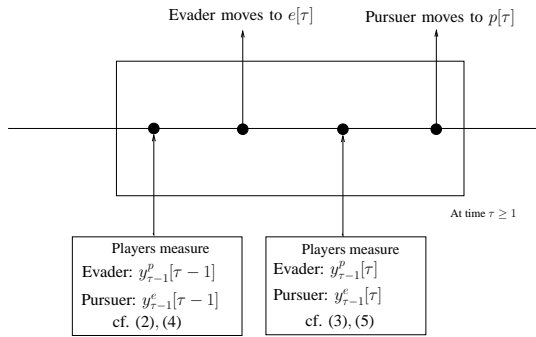 Evader moves to e[τ]
Pursuer moves to p[τ]
At time τ ≥ 1
Players measure
Evader: y^p_{τ−1}[τ − 1]
Pursuer: y^e_{τ−1}[τ − 1]
cf. (2), (4)
Players measure
Evader: y^p_{τ−1}[τ]
Pursuer: y^e_{τ−1}[τ]
cf. (3), (5)